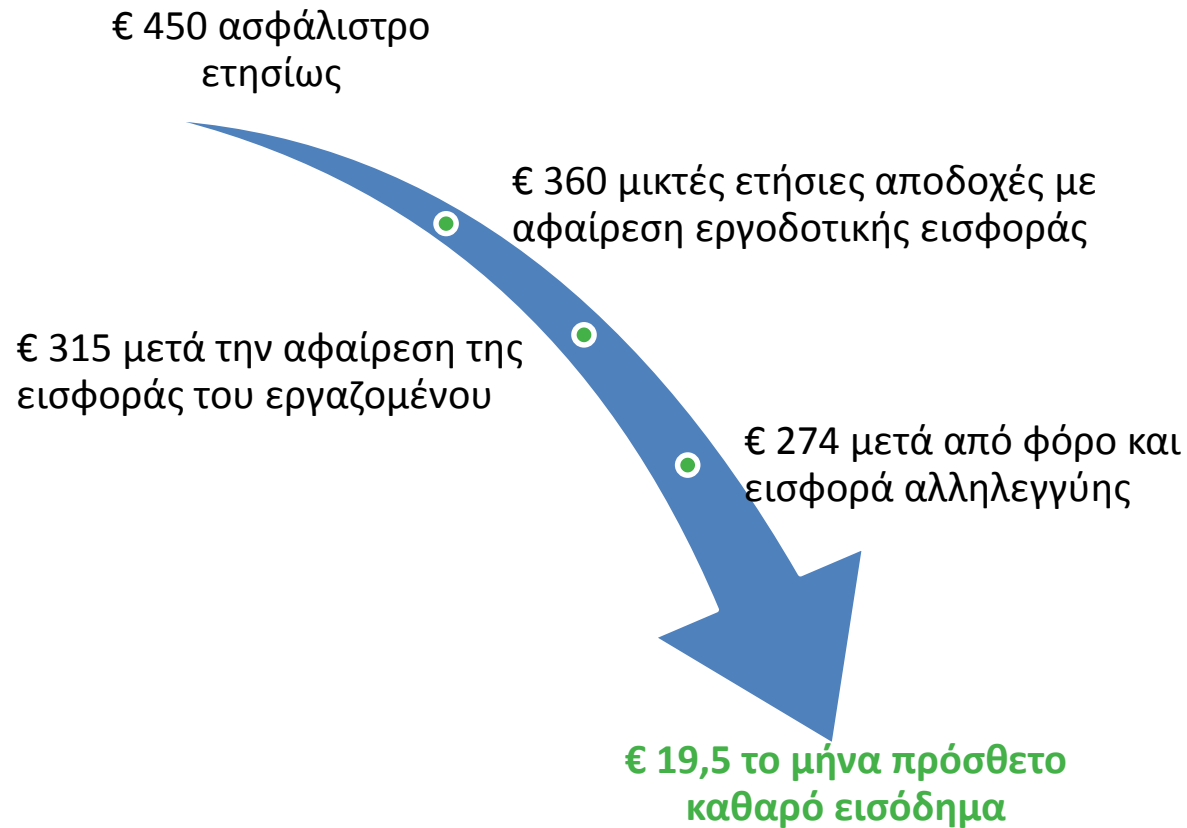 € 450 ασφάλιστρο
ετησίως
€ 360 μικτές ετήσιες αποδοχές με
αφαίρεση εργοδοτικής εισφοράς
€ 315 μετά την αφαίρεση της
εισφοράς του εργαζομένου
€ 274 μετά από φόρο και
εισφορά αλληλεγγύης
€ 19,5 το μήνα πρόσθετο
καθαρό εισόδημα